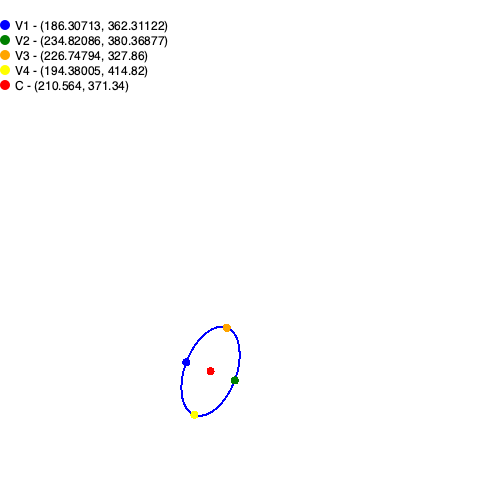 V1 - (186.30713, 362.31122)
V2 - (234.82086, 380.36877)
V3 - (226.74794, 327.86)
V4 - (194.38005, 414.82)
C - (210.564, 371.34)